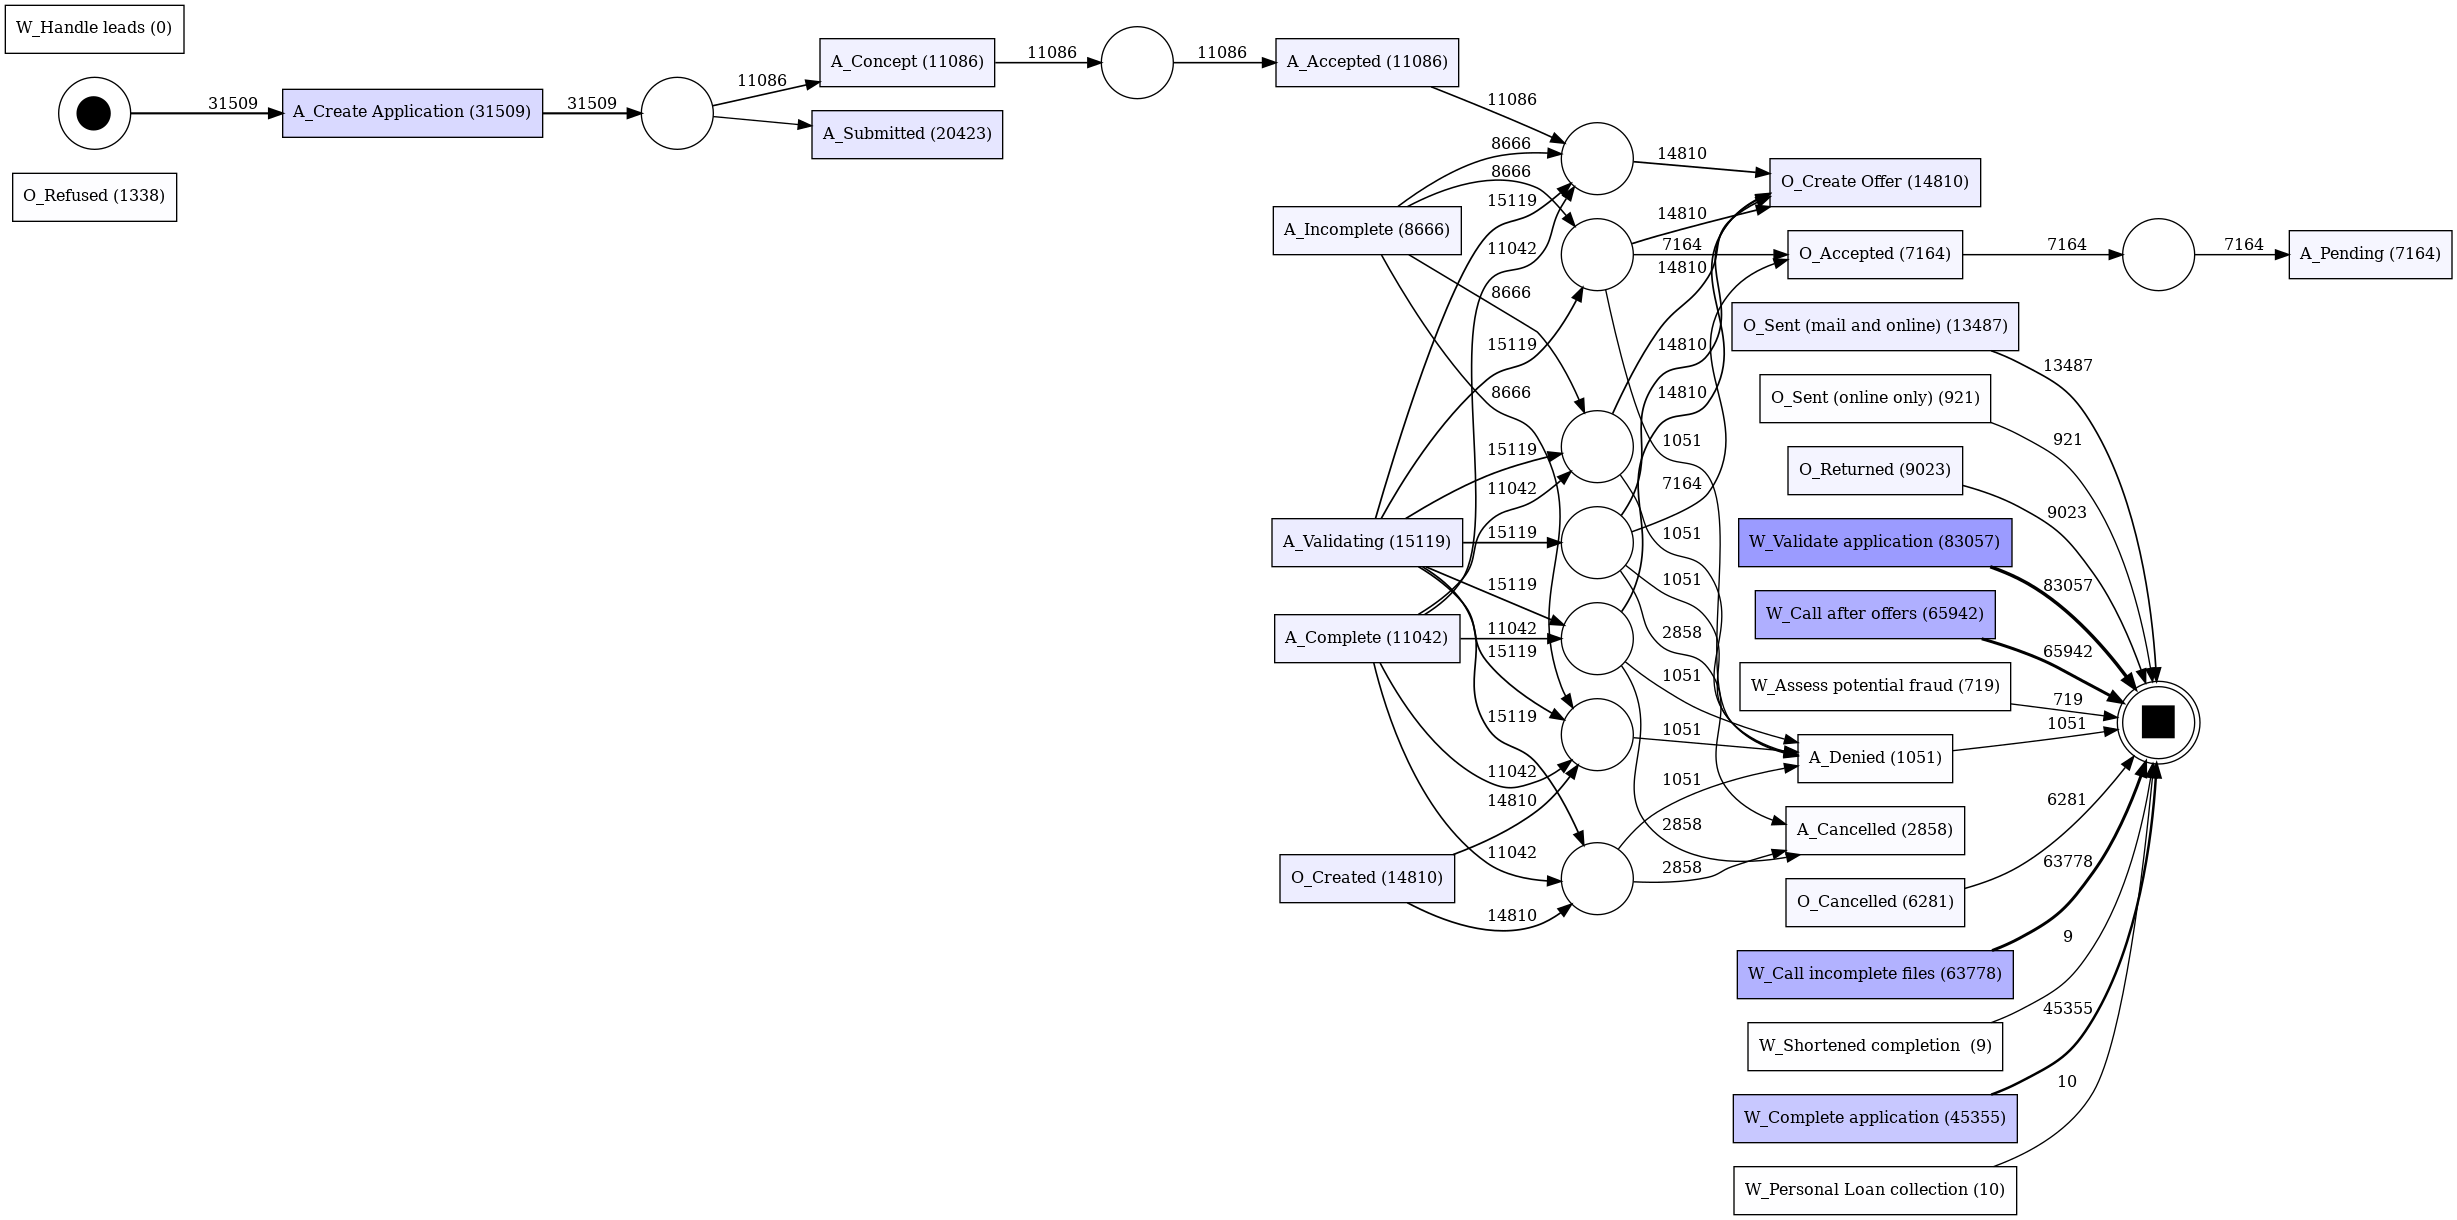 W_Handle leads (0)
31509
A_Create Application (31509)
31509
11086
A_Concept (11086)
11086
11086
A_Accepted (11086)
A_Submitted (20423)
O_Refused (1338)
11086
8666
8666
15119
11042
A_Incomplete (8666)
8666
15119
8666
15119
11042
15119
A_Validating (15119)
15119
11042
A_Complete (11042)
15119
15119
11042
14810
11042
O_Created (14810)
14810
14810
14810
7164
14810
14810
14810
1051
7164
1051
1051
2858
1051
1051
1051
2858
2858
O_Create Offer (14810)
O_Accepted (7164)
7164
7164
A_Pending (7164)
O_Sent (mail and online) (13487)
13487
O_Sent (online only) (921)
921
O_Returned (9023)
9023
W_Validate application (83057)
83057
W_Call after offers (65942)
65942
W_Assess potential fraud (719)
719
1051
A_Denied (1051)
6281
A_Cancelled (2858)
63778
O_Cancelled (6281)
9
W_Call incomplete files (63778)
45355
W_Shortened completion  (9)
10
W_Complete application (45355)
W_Personal Loan collection (10)